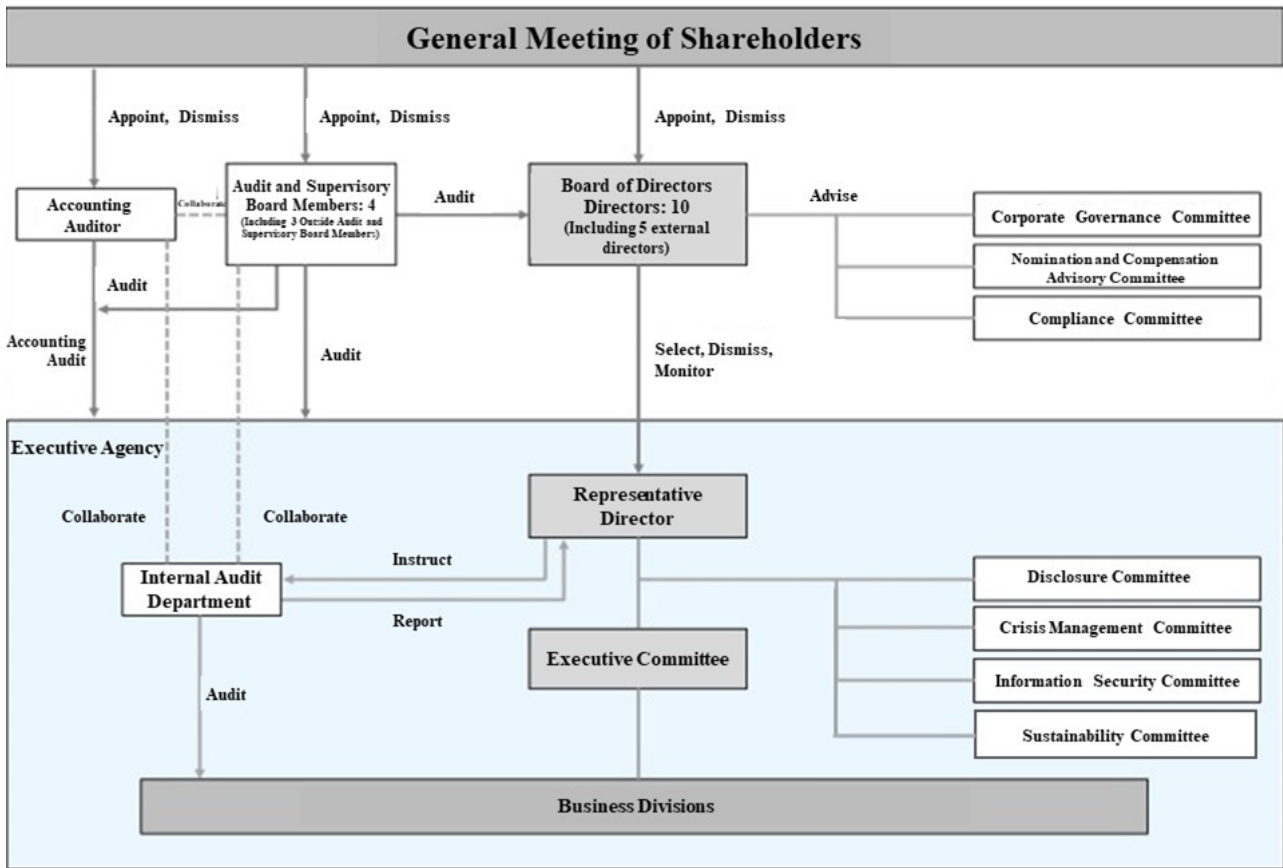 General Meeting of Shareholders
Appoint, Dismiss
Appoint, Dismiss
Appoint, Dismiss
Accounting
Auditor
Collaborate
Audit and Supervisory
Board Members: 4
(Including 3 Outside Audit and
Supervisory Board Members)
Audit
Board of Directors
Directors: 10
(Including 5 external
directors)
Advise
Corporate Governance Committee
Nomination and Compensation
Advisory Committee
Compliance Committee
Audit
Accounting
Audit
Audit
Select, Dismiss,
Monitor
Executive Agency
Collaborate
Collaborate
Representative
Director
Instruct
Internal Audit
Department
Report
Disclosure Committee
Crisis Management Committee
Executive Committee
Information Security Committee
Audit
Sustainability Committee
Business Divisions